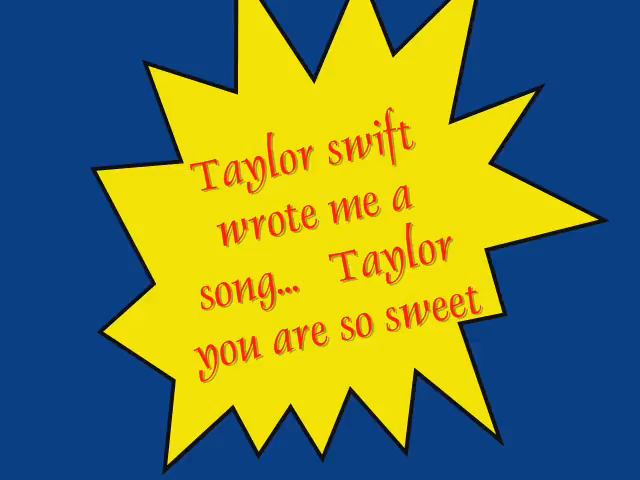 Taylor swift
wrote me a
song... Taylor
you are so sweet